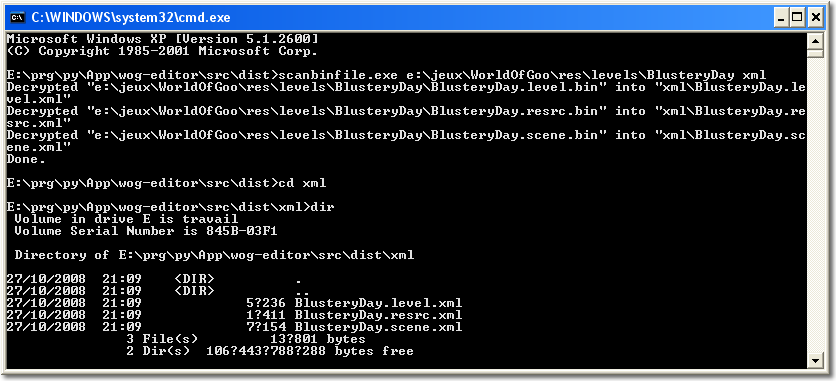 C:\WINDOWS\system32\cmd.exe
Microsoft Windows XP [Version 5.1.2600]
(C) Copyright 1985-2001 Microsoft Corp.
E:\prg\py\App\wog-editor\src\dist>scanbinfile.exe e:\jeux\WorldOfGoo\res\levels\BlusteryDay xml
Decrypted "e:\jeux\WorldOfGoo\res\levels\BlusteryDay\BlusteryDay.level.bin" into "xml\BlusteryDay.le
vel.xml"
Decrypted "e:\jeux\WorldOfGoo\res\levels\BlusteryDay\BlusteryDay.resrc.bin" into "xml\BlusteryDay.re
src.xml"
Decrypted "e:\jeux\WorldOfGoo\res\levels\BlusteryDay\BlusteryDay.scene.bin" into "xml\BlusteryDay.sc
ene.xml"
Done.
E:\prg\py\App\wog-editor\src\dist>cd xml
E:\prg\py\App\wog-editor\src\dist\xml>dir
Volume in drive E is travail
Volume Serial Number is 845B-03F1
Directory of E:\prg\py\App\wog-editor\src\dist\xml
27/10/2008  21:09    <DIR>          .
27/10/2008  21:09    <DIR>          ..
27/10/2008  21:09             5?236 BlusteryDay.level.xml
27/10/2008  21:09             1?411 BlusteryDay.resrc.xml
27/10/2008  21:09             7?154 BlusteryDay.scene.xml
3 File(s)         13?801 bytes
2 Dir(s)  106?443?788?288 bytes free